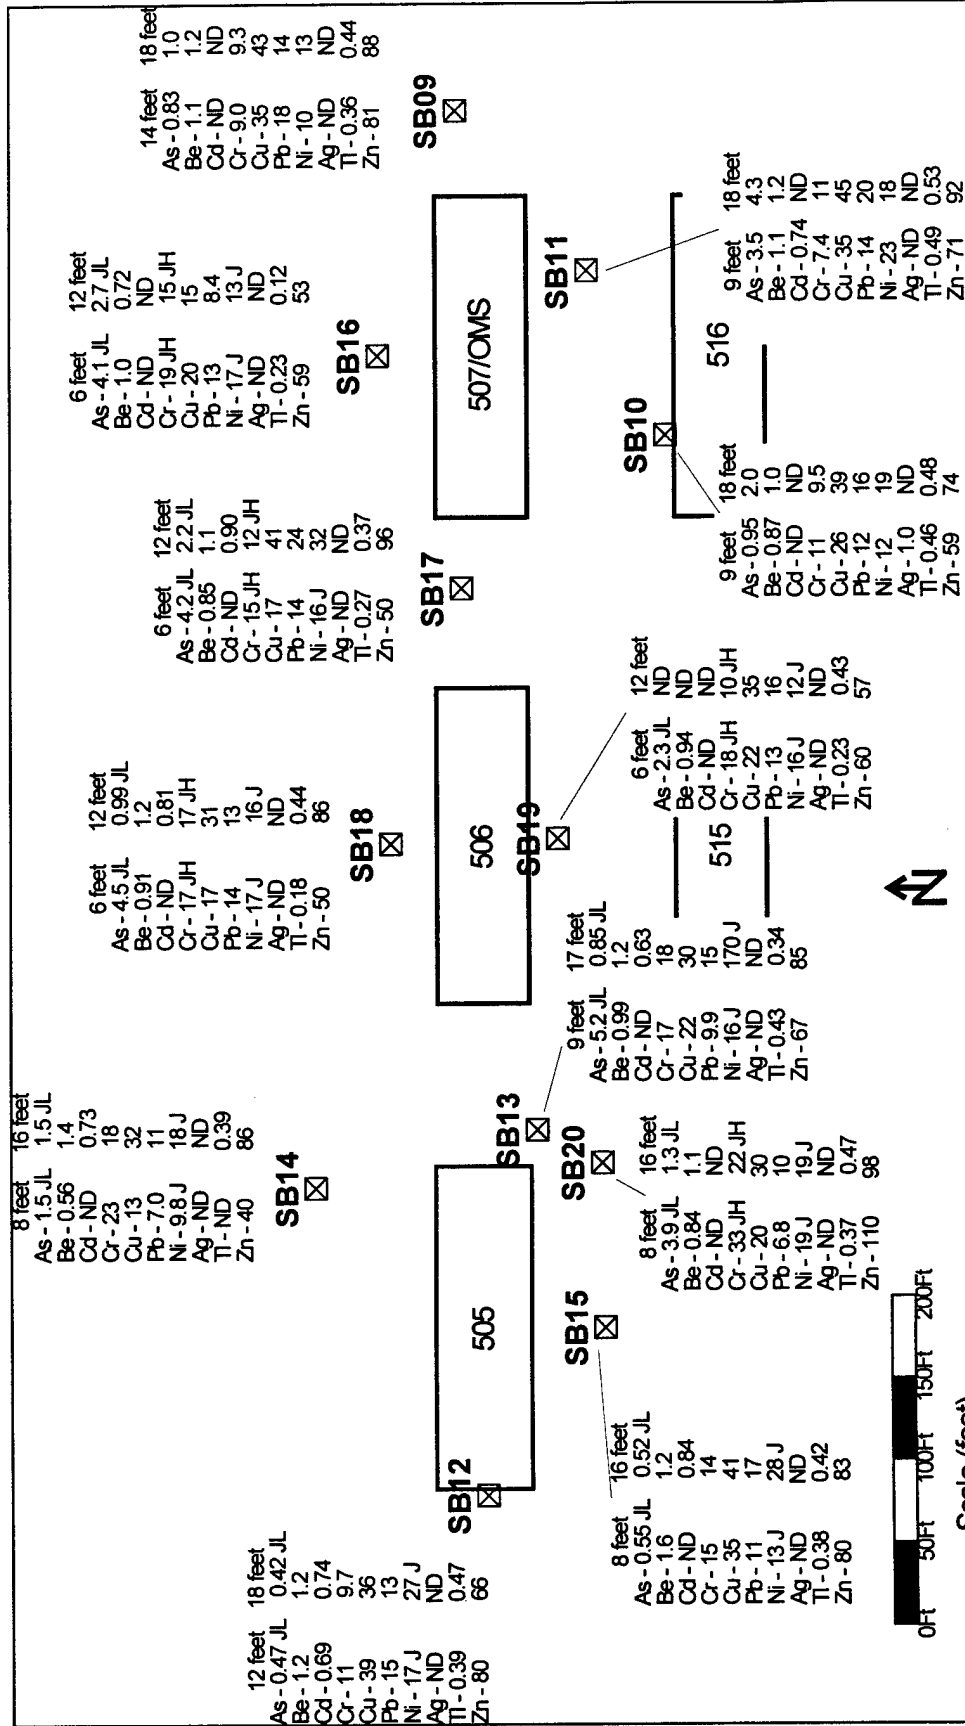 8 feet 16 feet
As - 1.5 JL 1.5 JL
Be - 0.56 1.4
Cd - ND 0.73
Cr - 23 18
Cu - 13 32
Pb - 7.0 11
Ni - 9.8 J 18 J
Ag - ND ND
Tl - ND 0.39
Zn - 40 86
SB14
6 feet 12 feet
As - 4.5 JL 0.99 JL
Be - 0.91 1.2
Cd - ND 0.81
Cr - 17 JH 17 JH
Cu - 17 31
Pb - 14 13
Ni - 17 J 16 J
Ag - ND ND
Tl - 0.18 0.44
Zn - 50 86
SB18
6 feet 12 feet
As - 4.2 JL 2.2 JL
Be - 0.85 1.1
Cd - ND 0.90
Cr - 15 JH 12 JH
Cu - 17 41
Pb - 14 24
Ni - 16 J 32
Ag - ND ND
Tl - 0.27 0.37
Zn - 50 96
SB17
6 feet 12 feet
As - 4.1 JL 2.7 JL
Be - 1.0 0.72
Cd - ND ND
Cr - 19 JH 15 JH
Cu - 20 15
Pb - 13 8.4
Ni - 17 J 13 J
Ag - ND ND
Tl - 0.23 0.12
Zn - 59 53
SB16
14 feet 18 feet
As - 0.83 1.0
Be - 1.1 1.2
Cd - ND ND
Cr - 9.0 9.3
Cu - 35 43
Pb - 18 14
Ni - 10 13
Ag - ND ND
Tl - 0.36 0.44
Zn - 81 88
SB09
12 feet 18 feet
As - 0.47 JL 0.42 JL
Be - 1.2 1.2
Cd - 0.69 0.74
Cr - 11 9.7
Cu - 39 36
Pb - 15 13
Ni - 17 J 27 J
Ag - ND ND
Tl - 0.39 0.47
Zn - 80 66
SB12
505
506
507/OMS
SB13
9 feet 17 feet
As - 5.2 JL 0.85 JL
Be - 0.99 1.2
Cd - ND 0.63
Cr - 17 18
Cu - 22 30
Pb - 9.9 15
Ni - 16 J 170 J
Ag - ND ND
Tl - 0.43 0.34
Zn - 67 85
SB19
6 feet 12 feet
As - 2.3 JL ND
Be - 0.94 ND
Cd - ND ND
Cr - 18 JH 10 JH
Cu - 22 35
Pb - 13 16
Ni - 16 J 12 J
Ag - ND ND
Tl - 0.23 0.43
Zn - 60 57
SB11
9 feet 18 feet
As - 3.5 4.3
Be - 1.1 1.2
Cd - 0.74 ND
Cr - 7.4 11
Cu - 35 45
Pb - 14 20
Ni - 23 18
Ag - ND ND
Tl - 0.49 0.53
Zn - 71 92
SB15
8 feet 16 feet
As - 0.55 JL 0.52 JL
Be - 1.6 1.2
Cd - ND 0.84
Cr - 15 14
Cu - 35 41
Pb - 11 17
Ni - 13 J 28 J
Ag - ND ND
Tl - 0.38 0.42
Zn - 80 83
SB20
8 feet 16 feet
As - 3.9 JL 1.3 JL
Be - 0.84 1.1
Cd - ND ND
Cr - 33 JH 22 JH
Cu - 20 30
Pb - 6.8 10
Ni - 19 J 19 J
Ag - ND ND
Tl - 0.37 0.47
Zn - 110 98
SB10
9 feet 18 feet
As - 0.95 2.0
Be - 0.87 1.0
Cd - ND ND
Cr - 11 9.5
Cu - 26 39
Pb - 12 16
Ni - 12 19
Ag - 1.0 ND
Tl - 0.46 0.48
Zn - 59 74
515
516
N
0Ft 50Ft 100Ft 150Ft 200Ft
Scale (feet)